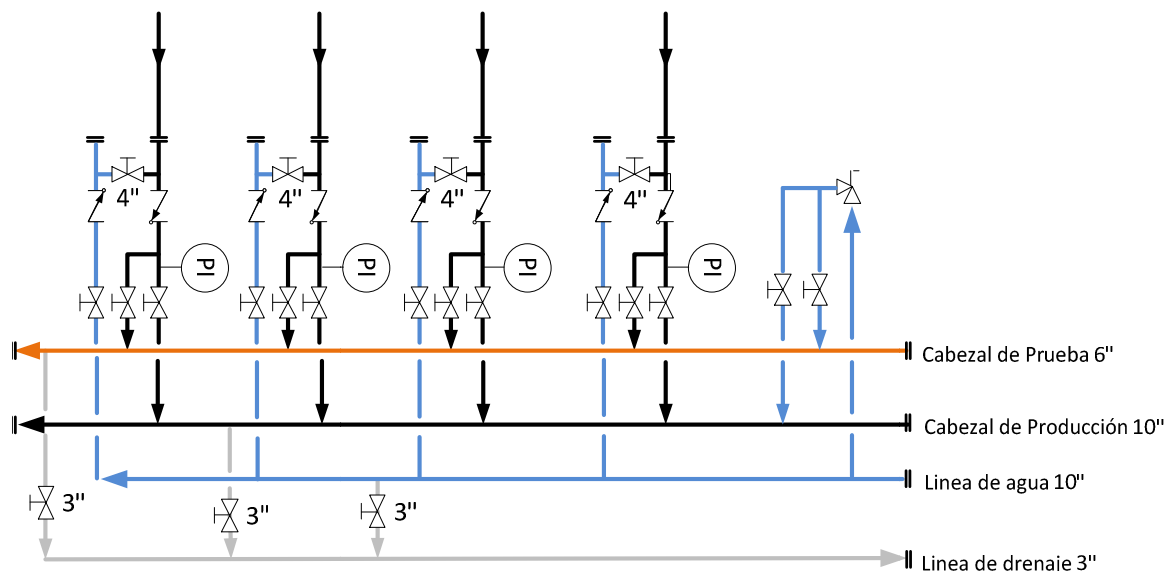 4"
4"
4"
4"
PI
PI
PI
PI
Cabezal de Prueba 6"
Cabezal de Producción 10"
Linea de agua 10"
3"
3"
3"
Linea de drenaje 3"